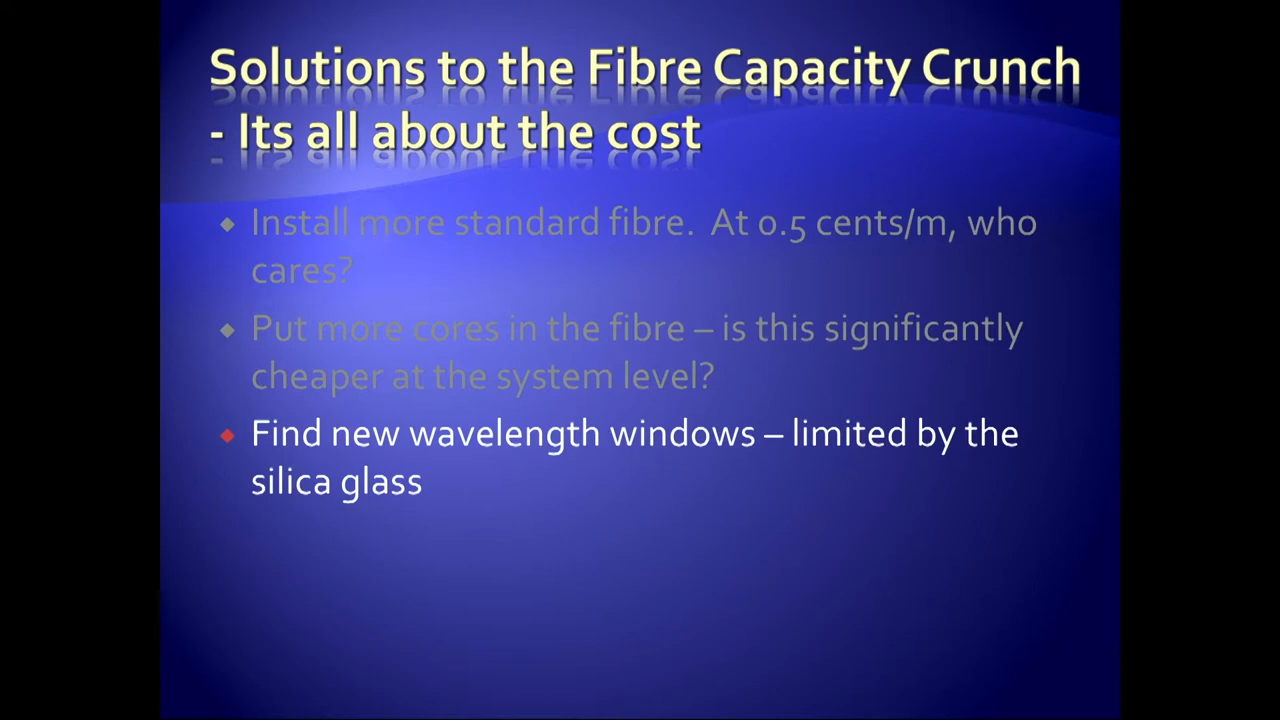 Solutions to the Fibre Capacity Crunch
- Its all about the cost
Install more standard fibre. At 0.5 cents/m, who
cares?
Put more cores in the fibre – is this significantly
cheaper at the system level?
Find new wavelength windows – limited by the
silica glass